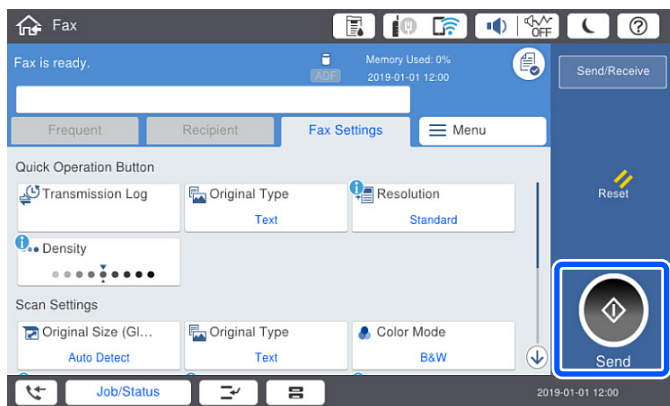 Fax
OFF
?
Fax is ready.
ADF
Memory Used: 0%
2019-01-01 12:00
Send/Receive
Frequent
Recipient
Fax Settings
Menu
Quick Operation Button
Transmission Log
Original Type
Text
Resolution
Standard
Reset
Density
Scan Settings
Original Size (Gl...
Auto Detect
Original Type
Text
Color Mode
B&W
Send
Job/Status
2019-01-01 12:00